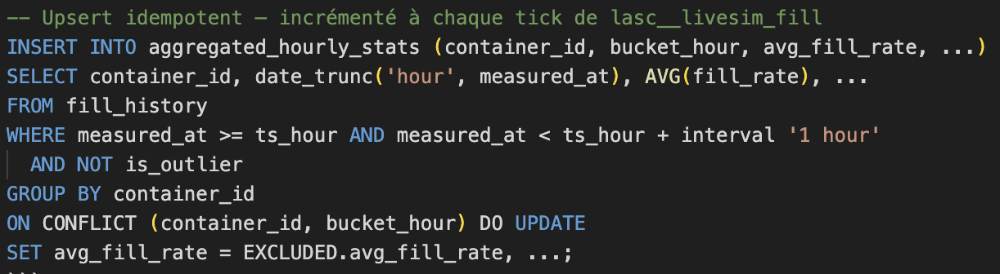 -- Upsert idempotent — incrémenté à chaque tick de lasc__livesim_fill
INSERT INTO aggregated_hourly_stats (container_id, bucket_hour, avg_fill_rate, ...)
SELECT container_id, date_trunc('hour', measured_at), AVG(fill_rate), ...
FROM fill_history
WHERE measured_at >= ts_hour AND measured_at < ts_hour + interval '1 hour'
  AND NOT is_outlier
GROUP BY container_id
ON CONFLICT (container_id, bucket_hour) DO UPDATE
SET avg_fill_rate = EXCLUDED.avg_fill_rate, ...;
```